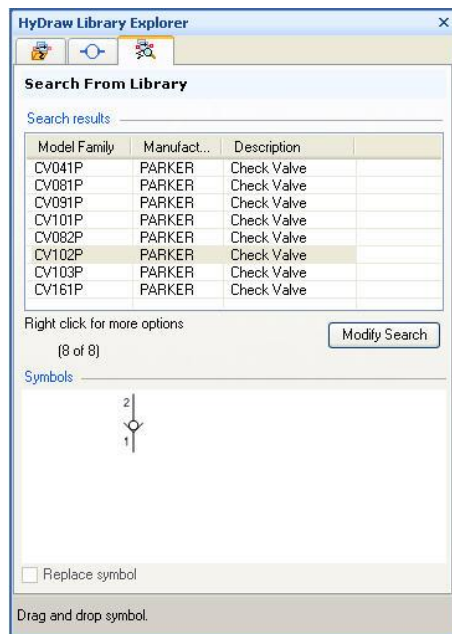 HyDraw Library Explorer
Search From Library
Search results
Model Family Manufact... Description
CV041P PARKER Check Valve
CV081P PARKER Check Valve
CV091P PARKER Check Valve
CV101P PARKER Check Valve
CV082P PARKER Check Valve
CV102P PARKER Check Valve
CV103P PARKER Check Valve
CV161P PARKER Check Valve
Right click for more options
Modify Search
(8 of 8)
Symbols
2
1
Replace symbol
Drag and drop symbol.